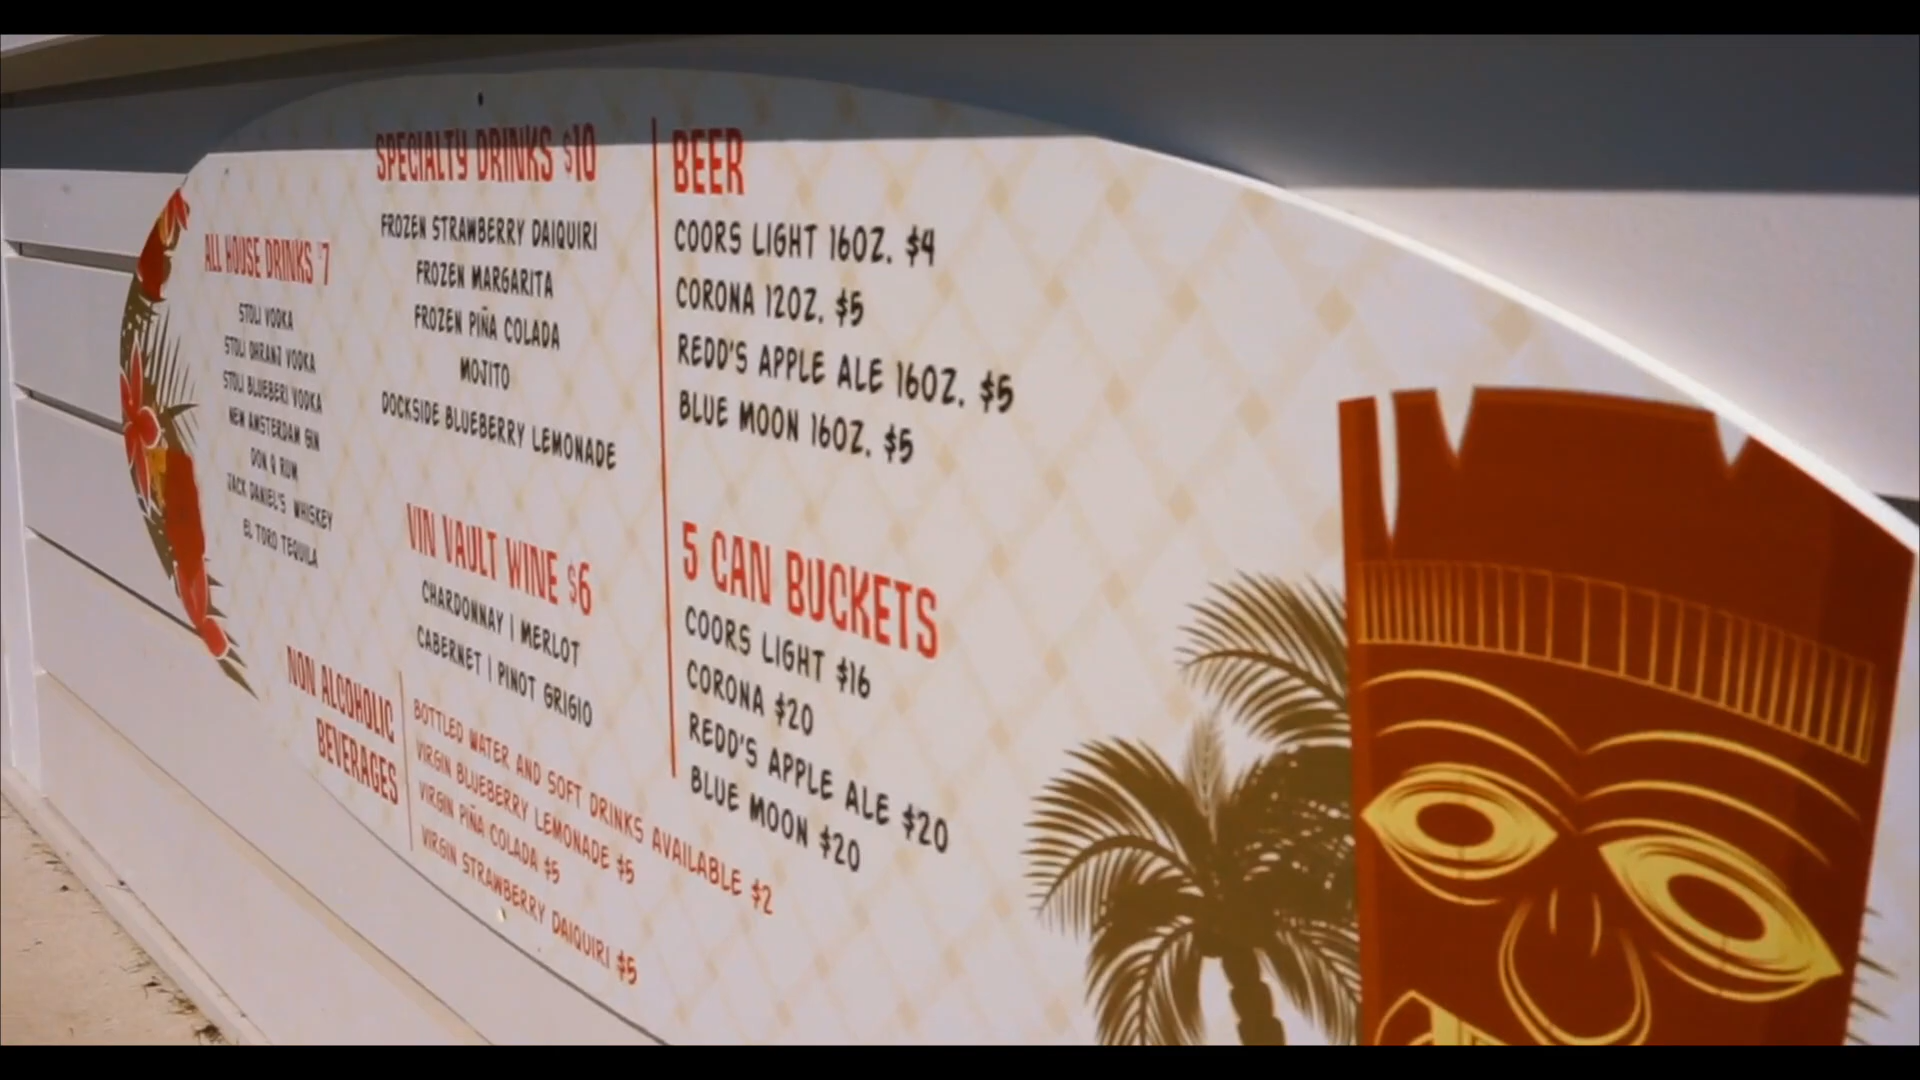 ALL HOUSE DRINKS $7
STOLI VODKA
STOLI OHRANJ VODKA
STOLI BLUEBERI VODKA
NEW AMSTERDAM GIN
DON Q RUM
JACK DANIEL'S WHISKEY
EL TORO TEQUILA
SPECIALTY DRINKS $10
FROZEN STRAWBERRY DAIQUIRI
FROZEN MARGARITA
FROZEN PIÑA COLADA
MOJITO
DOCKSIDE BLUEBERRY LEMONADE
VIN VAULT WINE $6
CHARDONNAY | MERLOT
CABERNET | PINOT GRIGIO
BEER
COORS LIGHT 16OZ. $4
CORONA 12OZ. $5
REDD'S APPLE ALE 16OZ. $5
BLUE MOON 16OZ. $5
5 CAN BUCKETS
COORS LIGHT $16
CORONA $20
REDD'S APPLE ALE $20
BLUE MOON $20
NON ALCOHOLIC
BEVERAGES
BOTTLED WATER AND SOFT DRINKS AVAILABLE $2
VIRGIN BLUEBERRY LEMONADE $5
VIRGIN PIÑA COLADA $5
VIRGIN STRAWBERRY DAIQUIRI $5